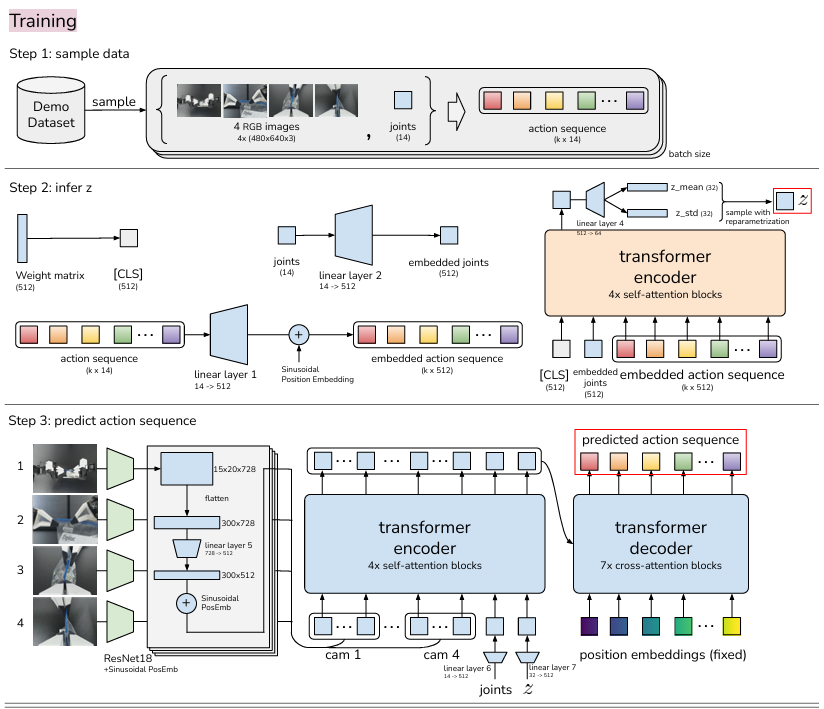 Training
Step 1: sample data
Demo
Dataset
sample
4 RGB images
4x (480x640x3)
,
joints
(14)
action sequence
(k x 14)
batch size
Step 2: infer z
Weight matrix
(512)
[CLS]
(512)
joints
(14)
linear layer 2
14 -> 512
embedded joints
(512)
action sequence
(k x 14)
linear layer 1
14 -> 512
+
Sinusoidal
Position Embedding
embedded action sequence
(k x 512)
linear layer 4
512 -> 64
z_mean (32)
z_std (32)
sample with
reparametrization
z
transformer
encoder
4x self-attention blocks
[CLS]
(512)
embedded
joints
(512)
embedded action sequence
(k x 512)
Step 3: predict action sequence
1
2
3
4
ResNet18
+Sinusoidal PosEmb
15x20x728
flatten
300x728
linear layer 5
728 -> 512
300x512
+
Sinusoidal
PosEmb
transformer
encoder
4x self-attention blocks
cam 1
cam 4
linear layer 6
14 -> 512
joints
linear layer 7
32 -> 512
z
predicted action sequence
transformer
decoder
7x cross-attention blocks
position embeddings (fixed)